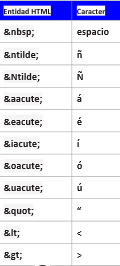 Entidad HTML Caracter
&nbsp; espacio
&ntilde; ñ
&Ntilde; Ñ
&aacute; á
&eacute; é
&iacute; í
&oacute; ó
&uacute; ú
&quot; “
&lt; <
&gt; >